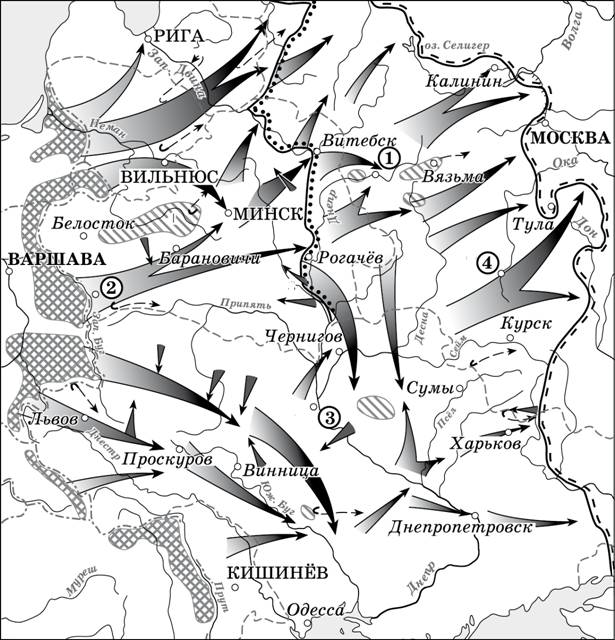 РИГА
оз. Селигер
Волга
Зап. Двина
Калинин
Неман
МОСКВА
Витебск
1
Ока
Вязьма
ВИЛЬНЮС
Днепр
МИНСК
Белосток
Тула
Дон
ВАРШАВА
Барановичи
Рогачёв
4
2
Припять
Зап. Буг
Десна
Сейм
Курск
Чернигов
Сумы
3
Львов
Днестр
Псел
Харьков
Проскуров
Винница
Юж. Буг
Днепропетровск
КИШИНЁВ
Днепр
Муреш
Прут
Одесса